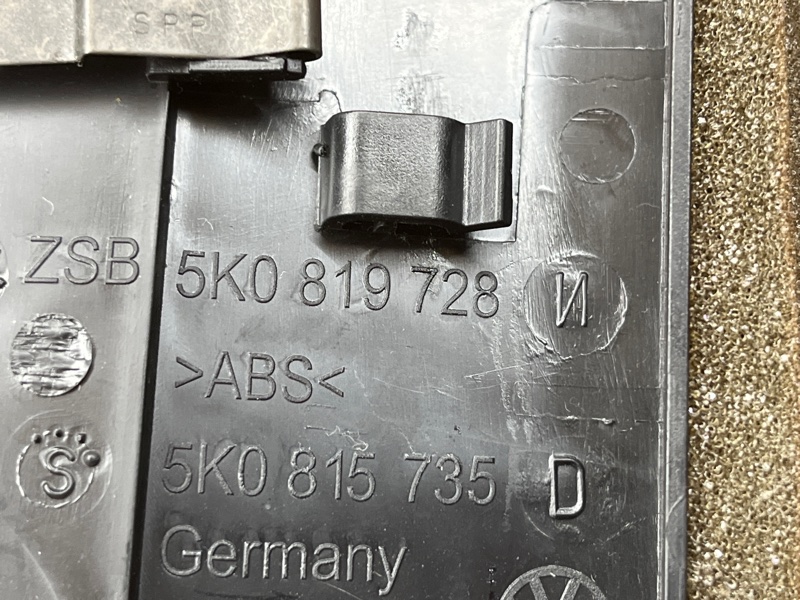 SPP
ZSB 5K0 819 728 N
>ABS<
S 5K0 815 735 D
Germany